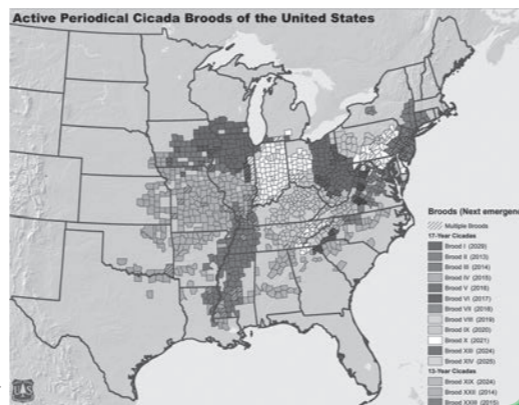 Active Periodical Cicada Broods of the United States
Broods (Next emergen
Multiple Broods
17-Year Cicadas
Brood I (2029)
Brood II (2013)
Brood III (2014)
Brood IV (2015)
Brood V (2016)
Brood VI (2017)
Brood VII (2018)
Brood VIII (2019)
Brood IX (2020)
Brood X (2021)
Brood XIII (2024)
Brood XIV (2025)
13-Year Cicadas
Brood XIX (2024)
Brood XXII (2014)
Brood XXIII (2015)